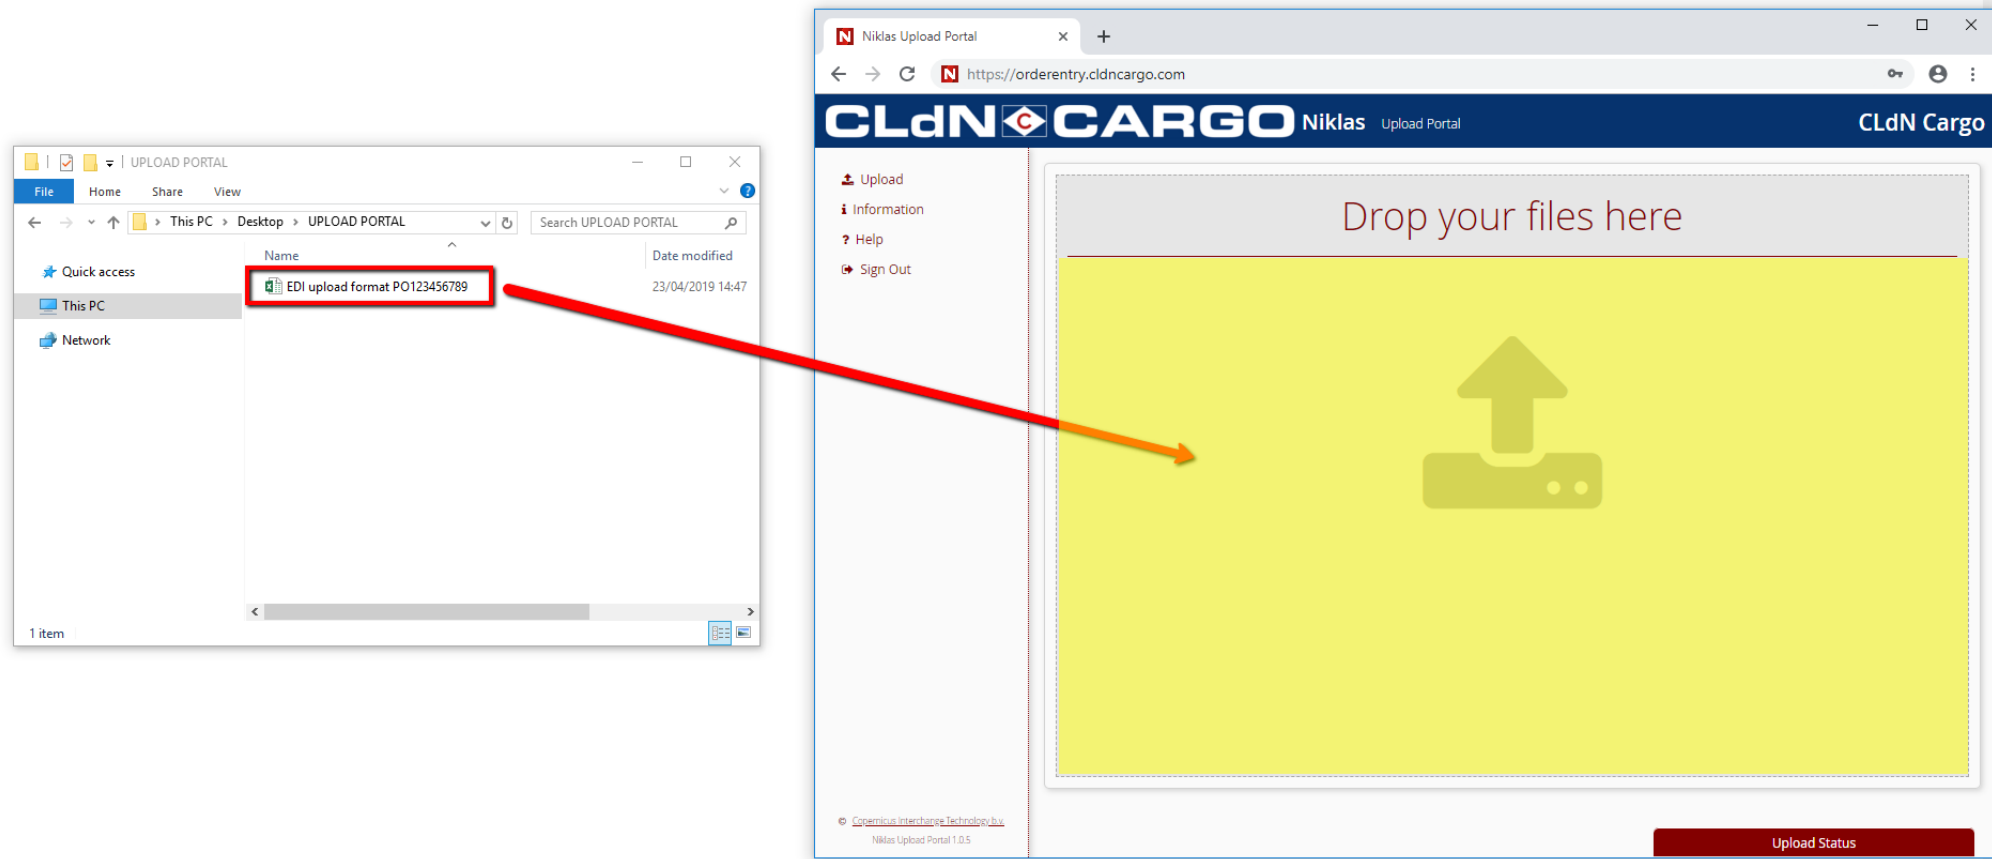 UPLOAD PORTAL
File Home Share View
This PC > Desktop > UPLOAD PORTAL
Search UPLOAD PORTAL
Name Date modified
Quick access
EDI upload format PO123456789 23/04/2019 14:47
This PC
Network
1 item
Niklas Upload Portal
https://orderentry.cldncargo.com
CLdN C CARGO Niklas Upload Portal CLdN Cargo
Upload
Information
Help
Sign Out
Drop your files here
© Copernicus Interchange Technology b.v.
Niklas Upload Portal 1.0.5
Upload Status